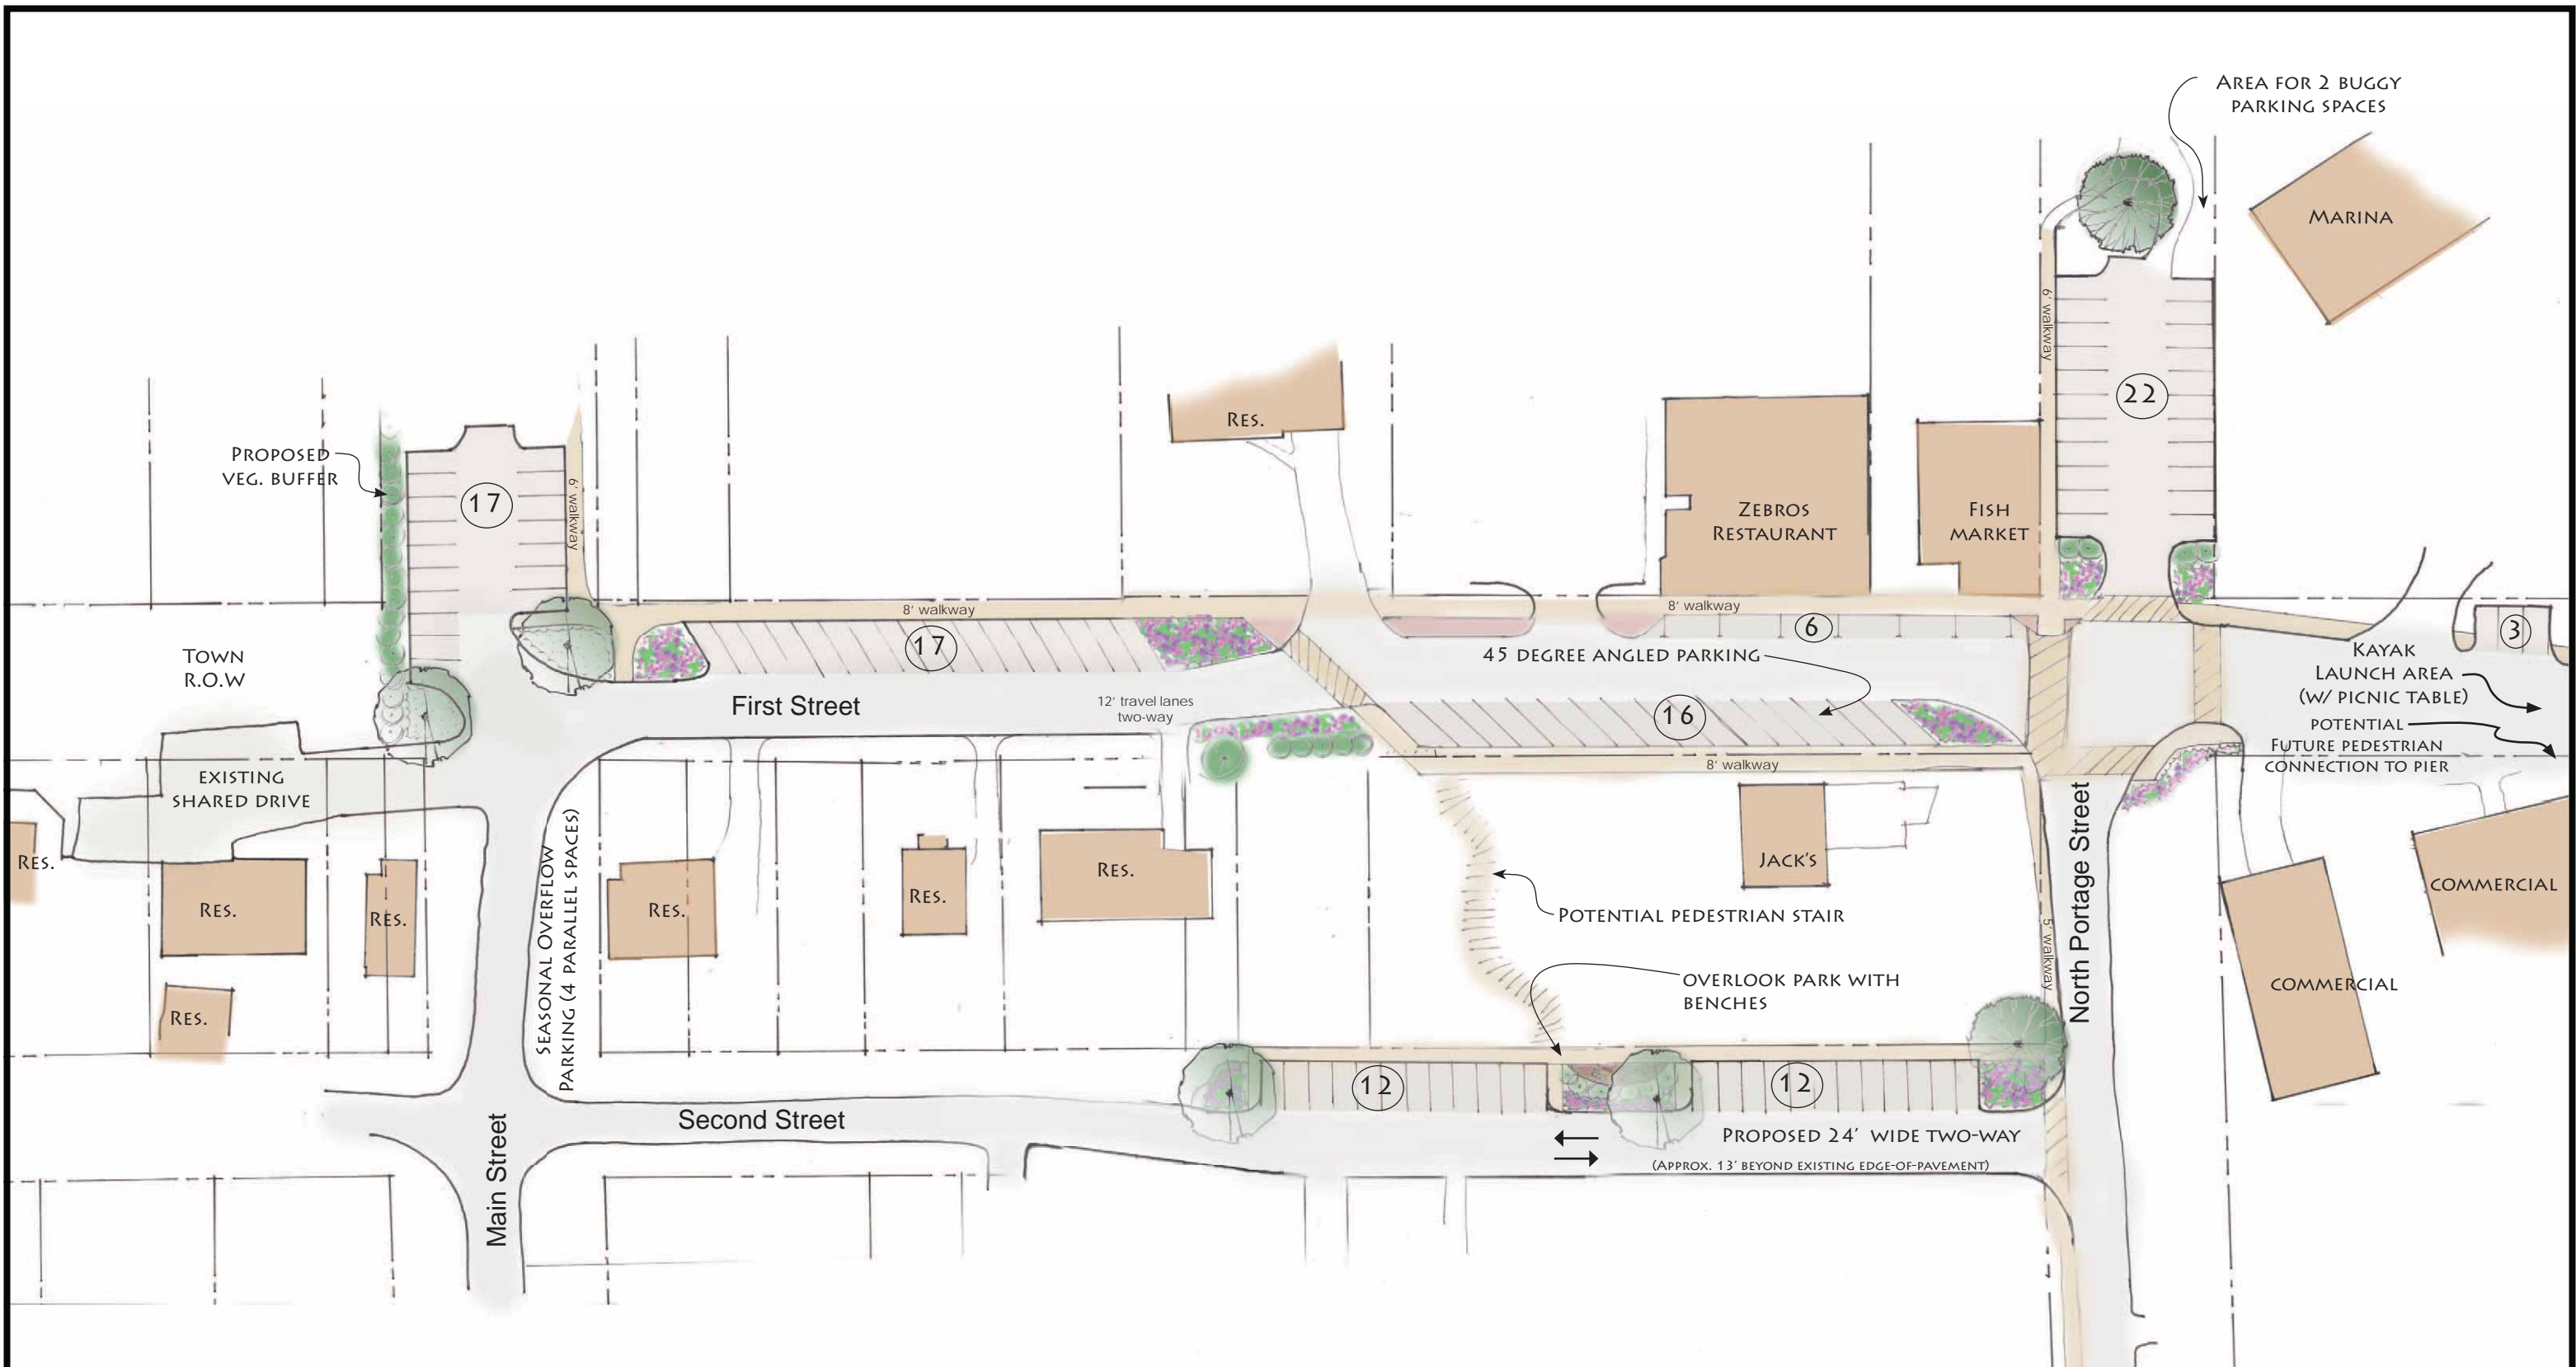 Area for 2 buggy
parking spaces
Marina
6' walkway
22
Res.
Proposed
veg. buffer
17
6' walkway
Zebros
Restaurant
Fish
market
8' walkway
17
8' walkway
6
3
Town
R.O.W
First Street
12' travel lanes
two-way
45 degree angled parking
16
Kayak
Launch area
(w/ picnic table)
potential
Future pedestrian
connection to pier
8' walkway
existing
shared drive
Res.
Res.
Res.
Res.
Seasonal Overflow
Parking (4 parallel spaces)
Res.
Res.
Res.
Jack's
Potential pedestrian stair
overlook park with
benches
5' walkway
North Portage Street
commercial
commercial
12
12
Main Street
Second Street
Proposed 24' wide two-way
(Approx. 13' beyond existing edge-of-pavement)